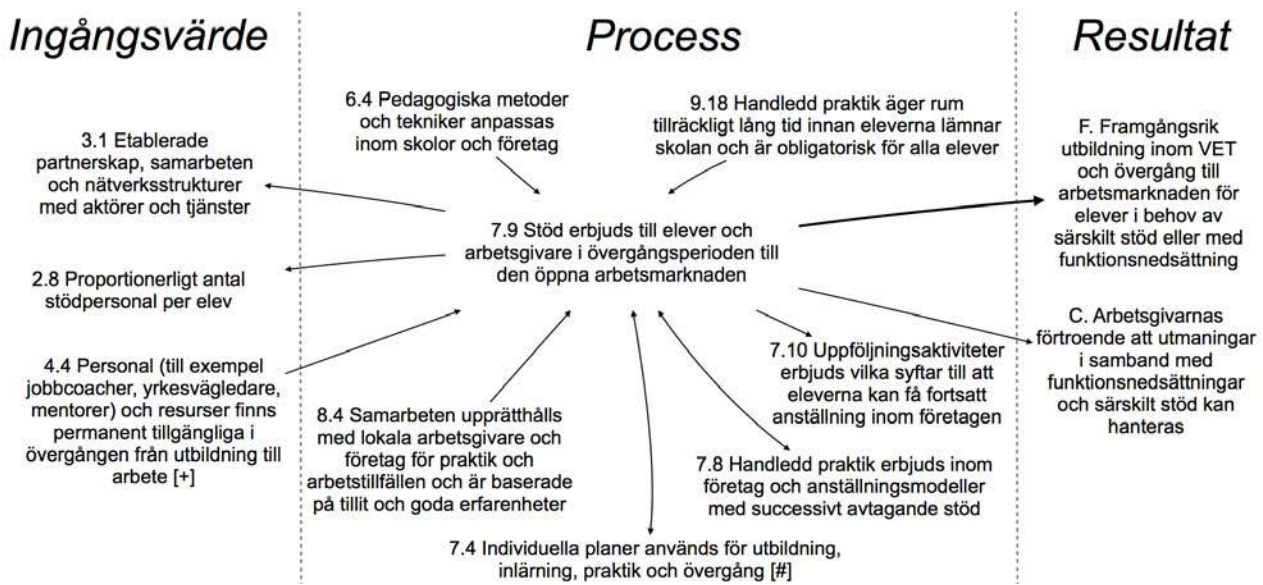 Ingångsvärde
Process
Resultat
3.1 Etablerade
partnerskap, samarbeten
och nätverksstrukturer
med aktörer och tjänster
2.8 Proportionerligt antal
stödpersonal per elev
4.4 Personal (till exempel
jobbcoacher, yrkesvägledare,
mentorer) och resurser finns
permanent tillgängliga i
övergången från utbildning till
arbete [+]
6.4 Pedagogiska metoder
och tekniker anpassas
inom skolor och företag
9.18 Handledd praktik äger rum
tillräckligt lång tid innan eleverna lämnar
skolan och är obligatorisk för alla elever
7.9 Stöd erbjuds till elever och
arbetsgivare i övergångsperioden till
den öppna arbetsmarknaden
8.4 Samarbeten upprätthålls
med lokala arbetsgivare och
företag för praktik och
arbetstillfällen och är baserade
på tillit och goda erfarenheter
7.10 Uppföljningsaktiviteter
erbjuds vilka syftar till att
eleverna kan få fortsatt
anställning inom företagen
7.8 Handledd praktik erbjuds inom
företag och anställningsmodeller
med successivt avtagande stöd
7.4 Individuella planer används för utbildning,
inlärning, praktik och övergång [#]
F. Framgångsrik
utbildning inom VET
och övergång till
arbetsmarknaden för
elever i behov av
särskilt stöd eller med
funktionsnedsättning
C. Arbetsgivarnas
förtroende att utmaningar
i samband med
funktionsnedsättningar
och särskilt stöd kan
hanteras